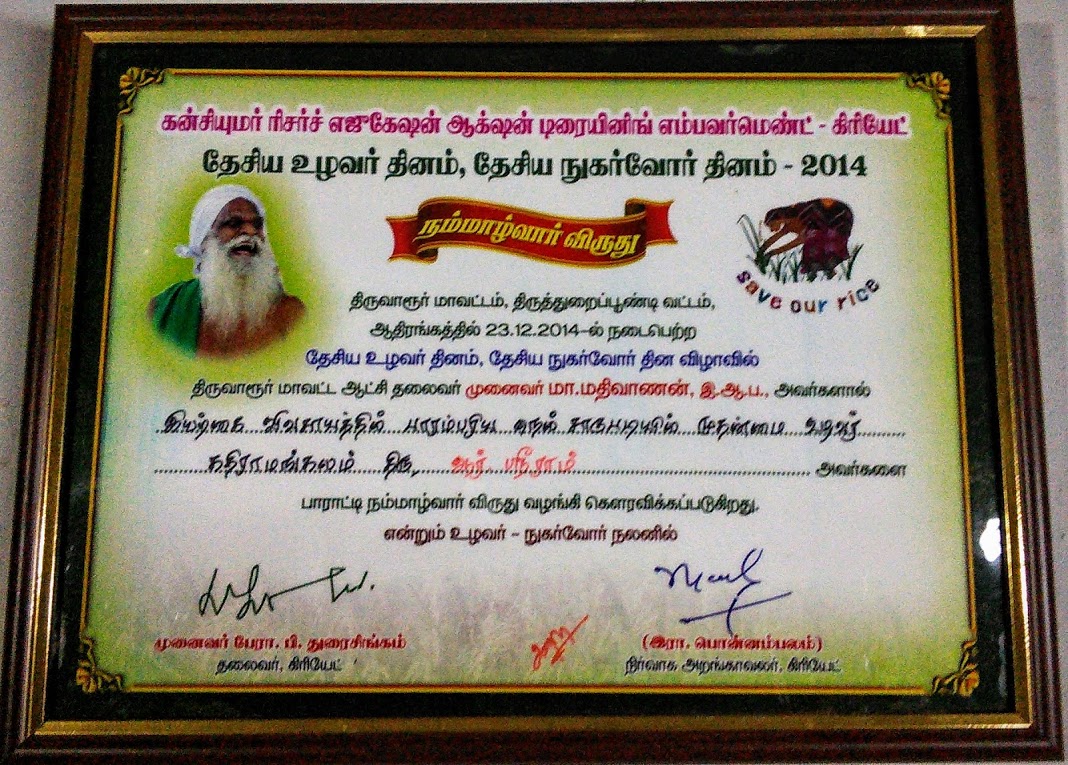 கன்சியுமர் ரிசர்ச் எஜுகேஷன் ஆக்ஷன் டிரையினிங் எம்பவர்மெண்ட் - கிரியேட்
தேசிய உழவர் தினம், தேசிய நுகர்வோர் தினம் - 2014
நம்மாழ்வார் விருது
save our rice
திருவாரூர் மாவட்டம், திருத்துறைப்பூண்டி வட்டம்,
ஆதிரங்கத்தில் 23.12.2014-ல் நடைபெற்ற
தேசிய உழவர் தினம், தேசிய நுகர்வோர் தின விழாவில்
திருவாரூர் மாவட்ட ஆட்சி தலைவர் முனைவர் மா.மதிவாணன், இ.ஆ.ப., அவர்களால்
இயற்கை விவசாயத்தில் பாரம்பரிய நெல் சாகுபடியில் முதன்மை
கதிராமங்கலம் திரு. ஆர். ஸ்ரீராம் அவர்களை
பாராட்டி நம்மாழ்வார் விருது வழங்கி கௌரவிக்கப்படுகிறது.
என்றும் உழவர் - நுகர்வோர் நலனில்
முனைவர் பேரா. பி. துரைசிங்கம்
தலைவர், கிரியேட்
(இரா. பொன்னம்பலம்)
நிர்வாக அறங்காவலர், கிரியேட்